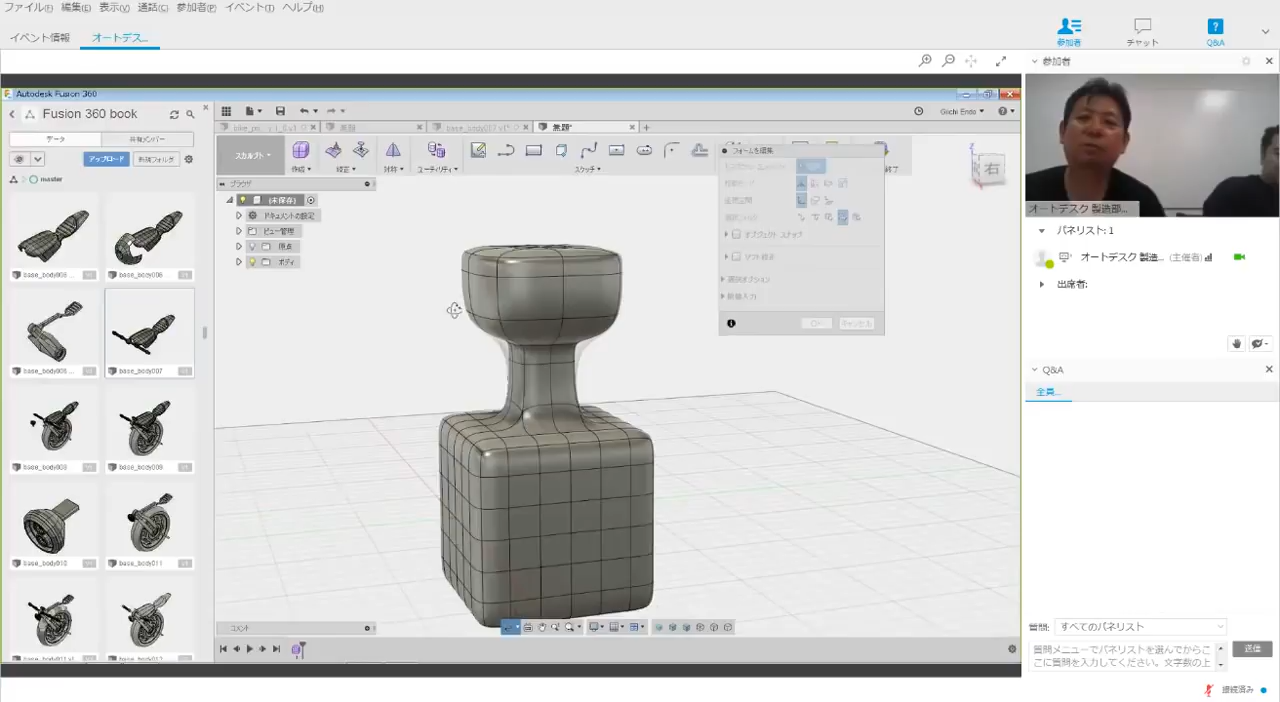 ファイル(F) 編集(E) 表示(V) 通話(C) 参加者(P) イベント(T) ヘルプ(H)
イベント情報 オートデス...
参加者 チャット Q&A
Autodesk Fusion 360
Fusion 360 book
データ
アップロード 新規フォルダ
master
base_body006
base_body007
base_body009
base_body010
base_body011
無題
base_body007 v1*
無題*
Giichi Endo
スカルプト
作成 修正 対称 ユーティリティ スケッチ 終了
ブラウザ
(未保存)
ドキュメントの設定
ビュー管理
原点
ボディ
フォームを編集
オブジェクト スナップ
選択オプション
数値入力
OK キャンセル
右
コメント
参加者
オートデスク 製造部...
パネリスト: 1
オートデスク 製造... (主催者)
出席者:
Q&A
全員...
質問: すべてのパネリスト
質問メニューでパネリストを選んでからこ
こに質問を入力してください。文字数の上
送信
接続済み